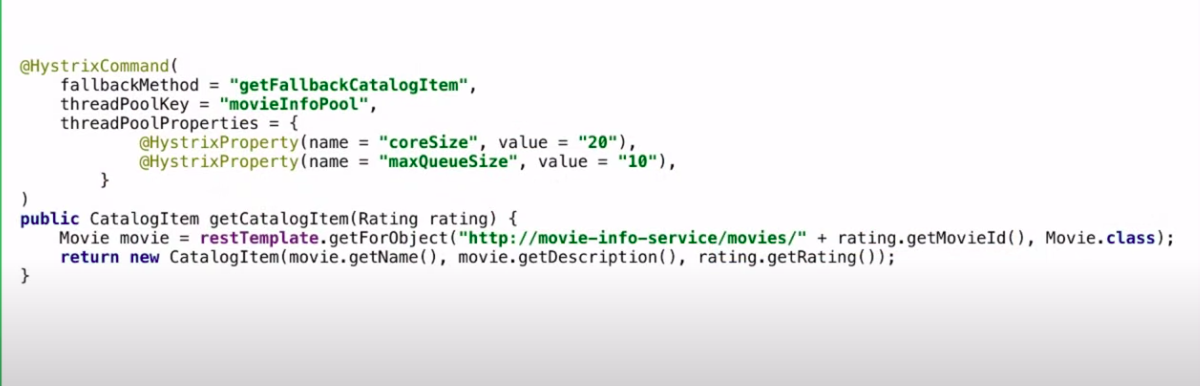 @HystrixCommand(
fallbackMethod = "getFallbackCatalogItem",
threadPoolKey = "movieInfoPool",
threadPoolProperties = {
@HystrixProperty(name = "coreSize", value = "20"),
@HystrixProperty(name = "maxQueueSize", value = "10"),
}
)
public CatalogItem getCatalogItem(Rating rating) {
Movie movie = restTemplate.getForObject("http://movie-info-service/movies/" + rating.getMovieId(), Movie.class);
return new CatalogItem(movie.getName(), movie.getDescription(), rating.getRating());
}